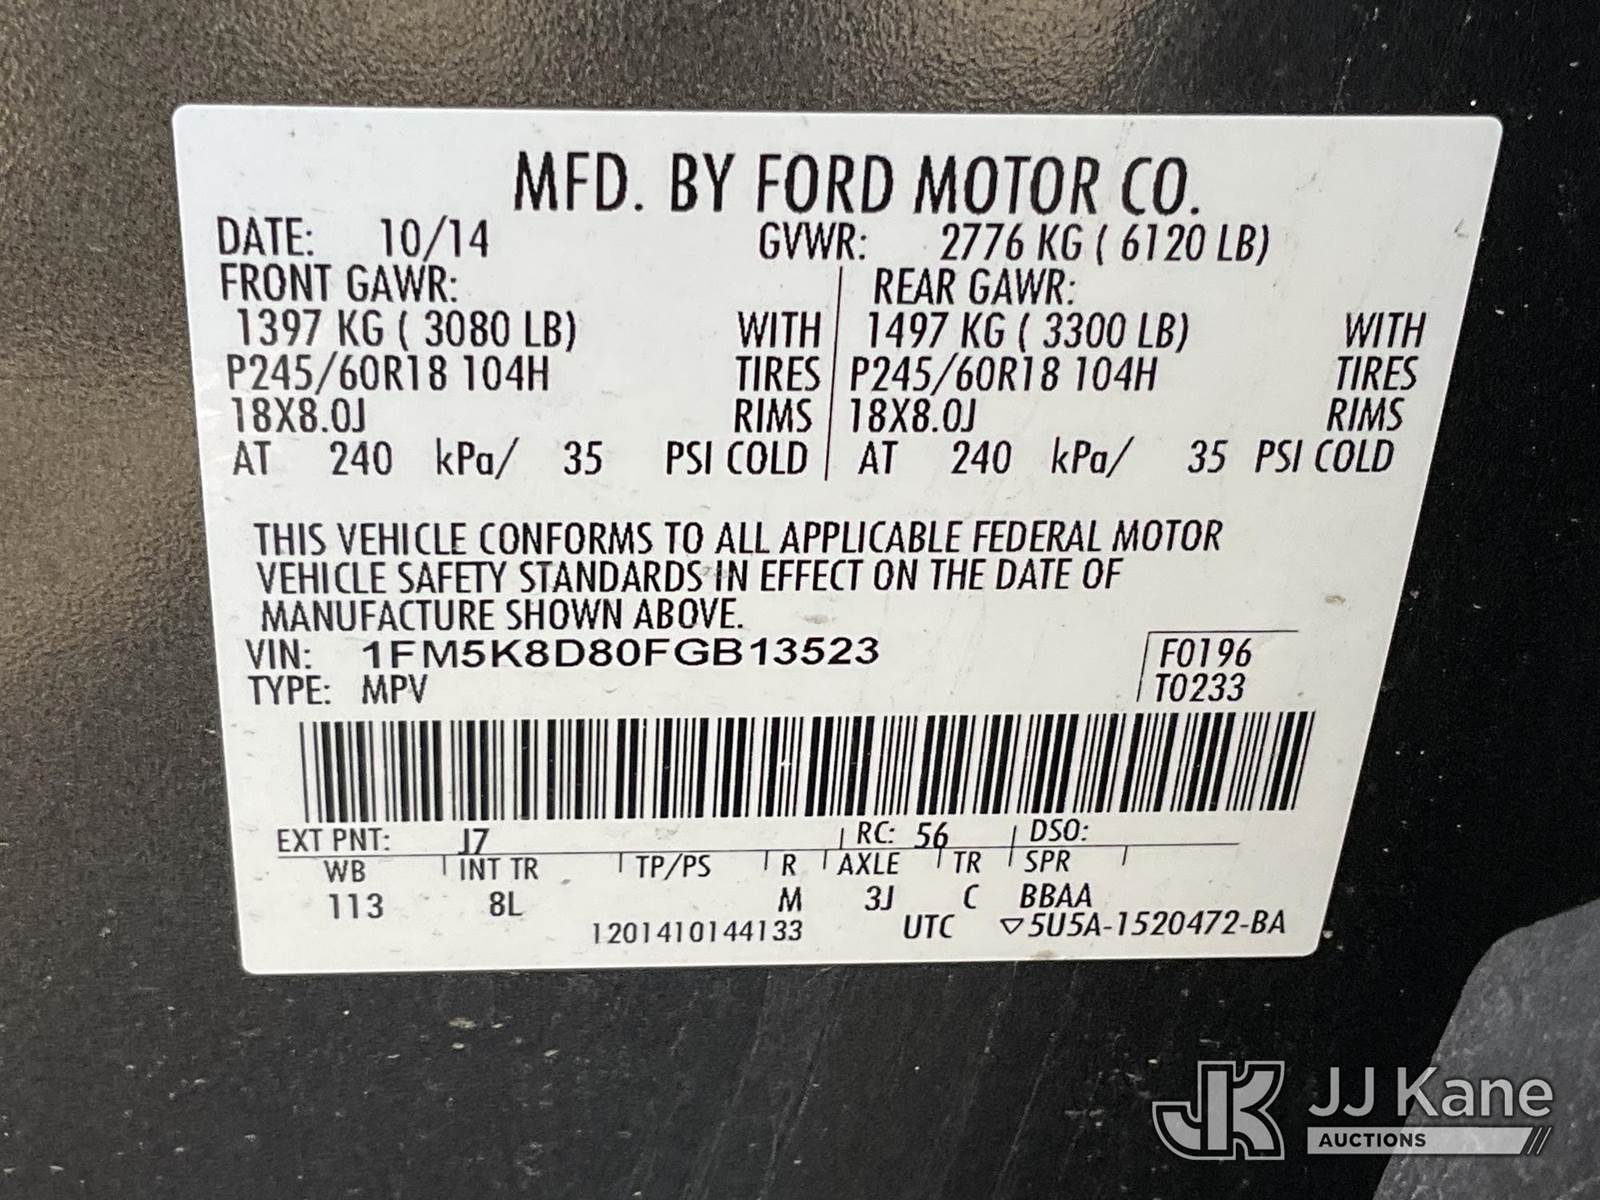 MFD. BY FORD MOTOR CO.
DATE: 10/14 GVWR: 2776 KG ( 6120 LB)
FRONT GAWR: REAR GAWR:
1397 KG ( 3080 LB) WITH 1497 KG ( 3300 LB) WITH
P245/60R18 104H TIRES P245/60R18 104H TIRES
18X8.0J RIMS 18X8.0J RIMS
AT 240 kPa/ 35 PSI COLD AT 240 kPa/ 35 PSI COLD
THIS VEHICLE CONFORMS TO ALL APPLICABLE FEDERAL MOTOR
VEHICLE SAFETY STANDARDS IN EFFECT ON THE DATE OF
MANUFACTURE SHOWN ABOVE.
VIN: 1FM5K8D80FGB13523 F0196
TYPE: MPV T0233
EXT PNT: J7 RC: 56 DSO:
WB INT TR TP/PS R AXLE TR SPR
113 8L M 3J C BBAA
1201410144133 UTC ▽5U5A-1520472-BA
JK JJ Kane
AUCTIONS